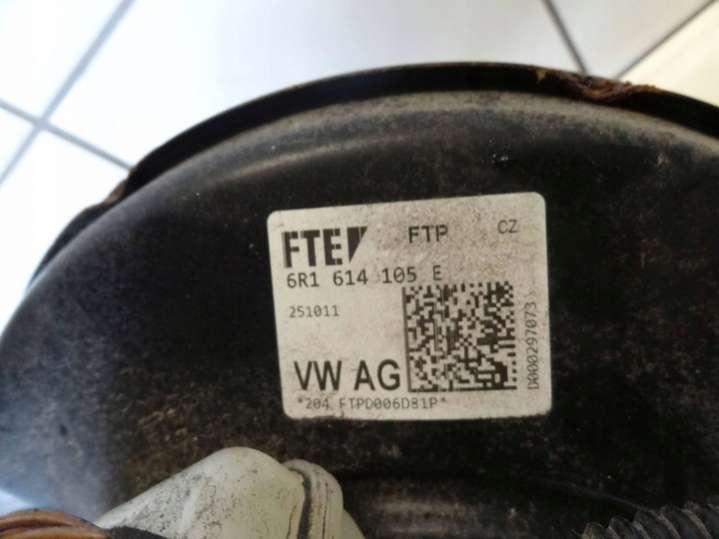 FTE FTP CZ
6R1 614 105 E
251011
D000297073
VW AG
*204 FTPD006D81P*